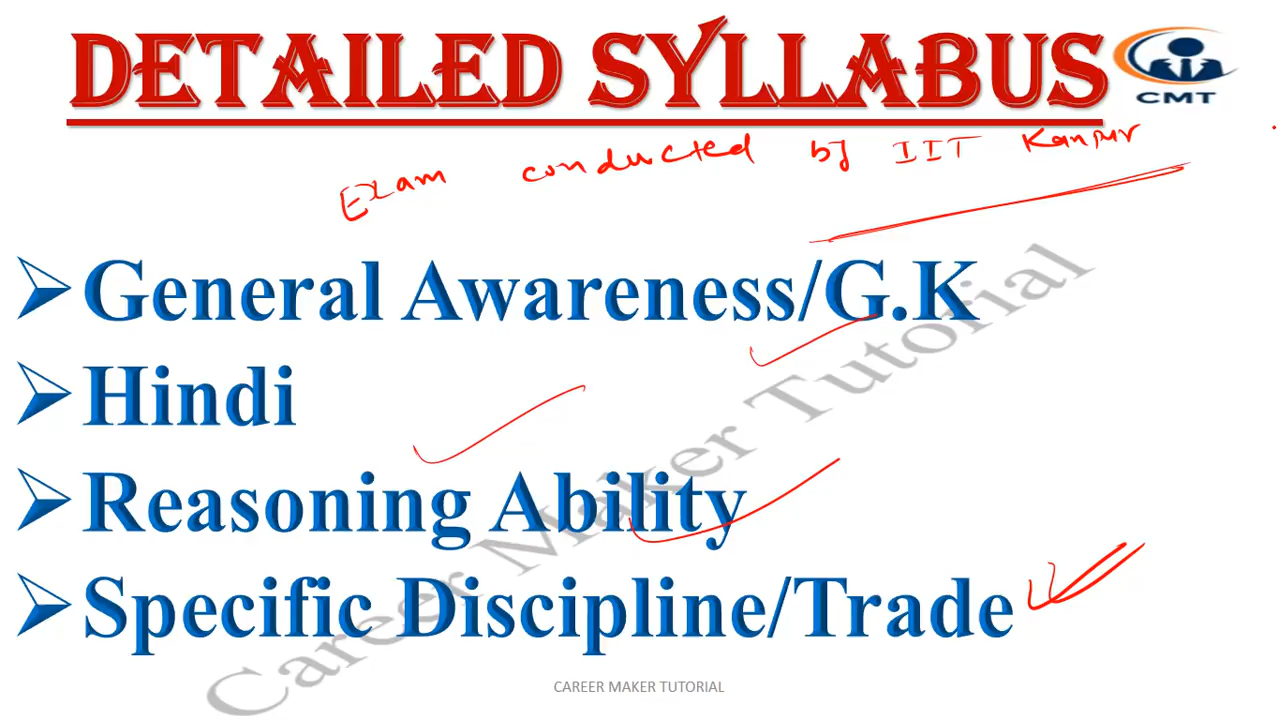 DETAILED SYLLABUS
CMT
Exam conducted by IIT Kanpur
General Awareness/G.K
Hindi
Reasoning Ability
Specific Discipline/Trade
Career Maker Tutorial
CAREER MAKER TUTORIAL